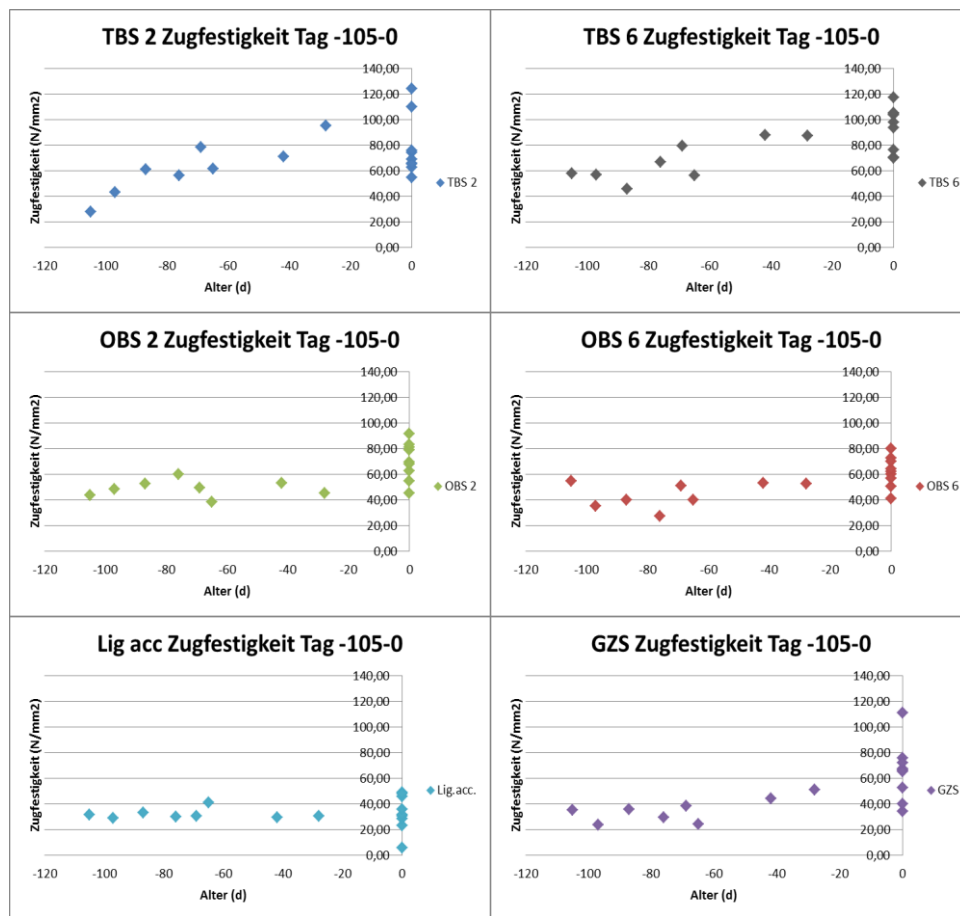 TBS 2 Zugfestigkeit Tag -105-0
Zugfestigkeit (N/mm2)
140,00
120,00
100,00
80,00
60,00
40,00
20,00
0,00
-120 -100 -80 -60 -40 -20 0
Alter (d)
TBS 2
TBS 6 Zugfestigkeit Tag -105-0
Zugfestigkeit (N/mm2)
140,00
120,00
100,00
80,00
60,00
40,00
20,00
0,00
-120 -100 -80 -60 -40 -20 0
Alter (d)
TBS 6
OBS 2 Zugfestigkeit Tag -105-0
Zugfestigkeit (N/mm2)
140,00
120,00
100,00
80,00
60,00
40,00
20,00
0,00
-120 -100 -80 -60 -40 -20 0
Alter (d)
OBS 2
OBS 6 Zugfestigkeit Tag -105-0
Zugfestigkeit (N/mm2)
140,00
120,00
100,00
80,00
60,00
40,00
20,00
0,00
-120 -100 -80 -60 -40 -20 0
Alter (d)
OBS 6
Lig acc Zugfestigkeit Tag -105-0
Zugfestigkeit (N/mm2)
140,00
120,00
100,00
80,00
60,00
40,00
20,00
0,00
-120 -100 -80 -60 -40 -20 0
Alter (d)
Lig.acc.
GZS Zugfestigkeit Tag -105-0
Zugfestigkeit (N/mm2)
140,00
120,00
100,00
80,00
60,00
40,00
20,00
0,00
-120 -100 -80 -60 -40 -20 0
Alter (d)
GZS